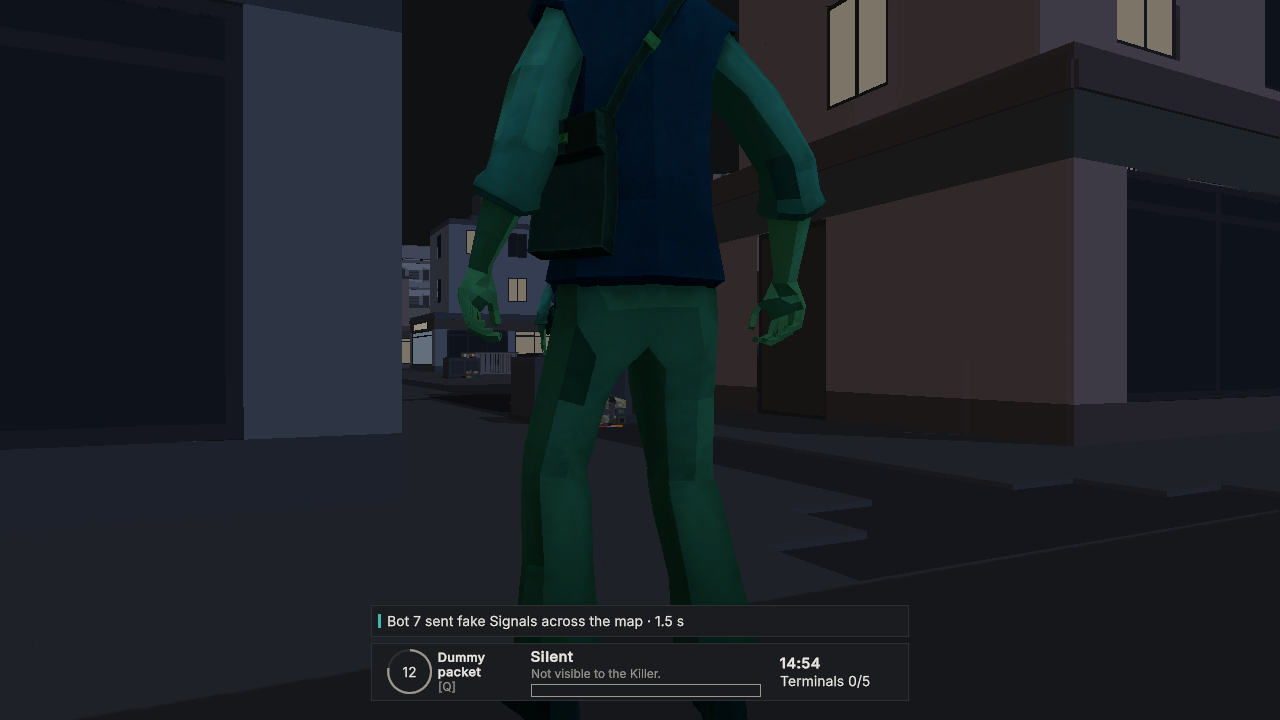 Bot 7 sent fake Signals across the map · 1.5 s
12
Dummy
packet
[Q]
Silent
Not visible to the Killer.
14:54
Terminals 0/5